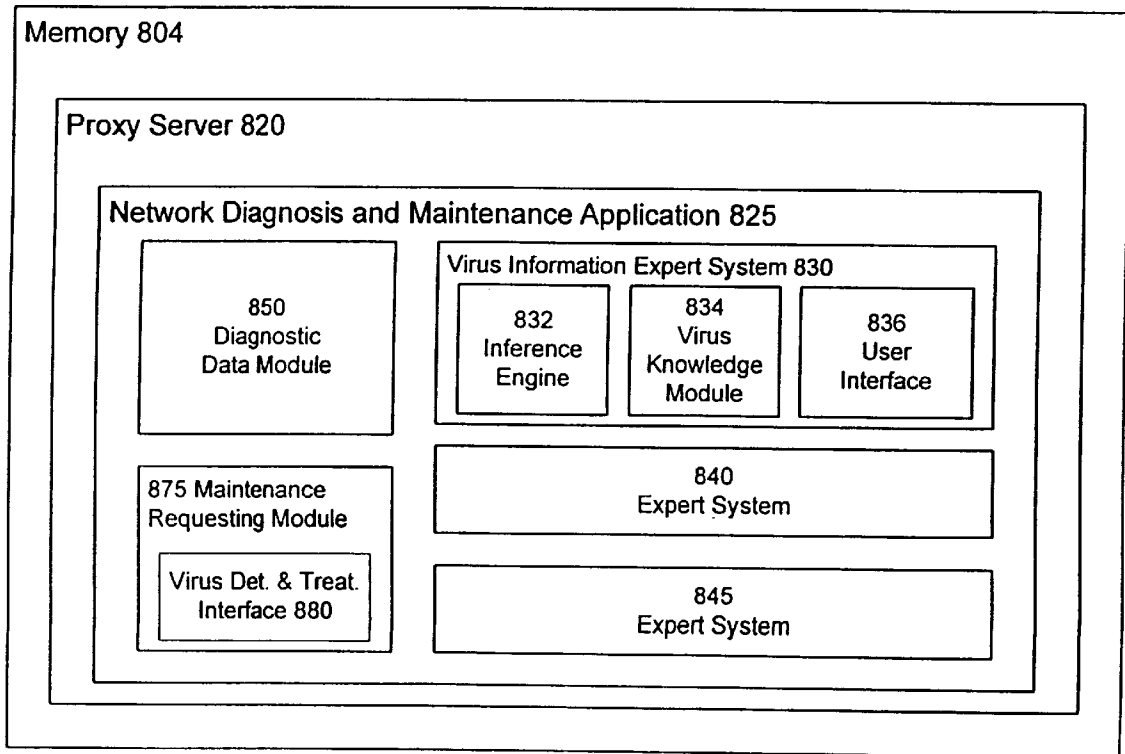 Memory 804
Proxy Server 820
Network Diagnosis and Maintenance Application 825
850
Diagnostic
Data Module
Virus Information Expert System 830
832
Inference
Engine
834
Virus
Knowledge
Module
836
User
Interface
875 Maintenance
Requesting Module
Virus Det. & Treat.
Interface 880
840
Expert System
845
Expert System